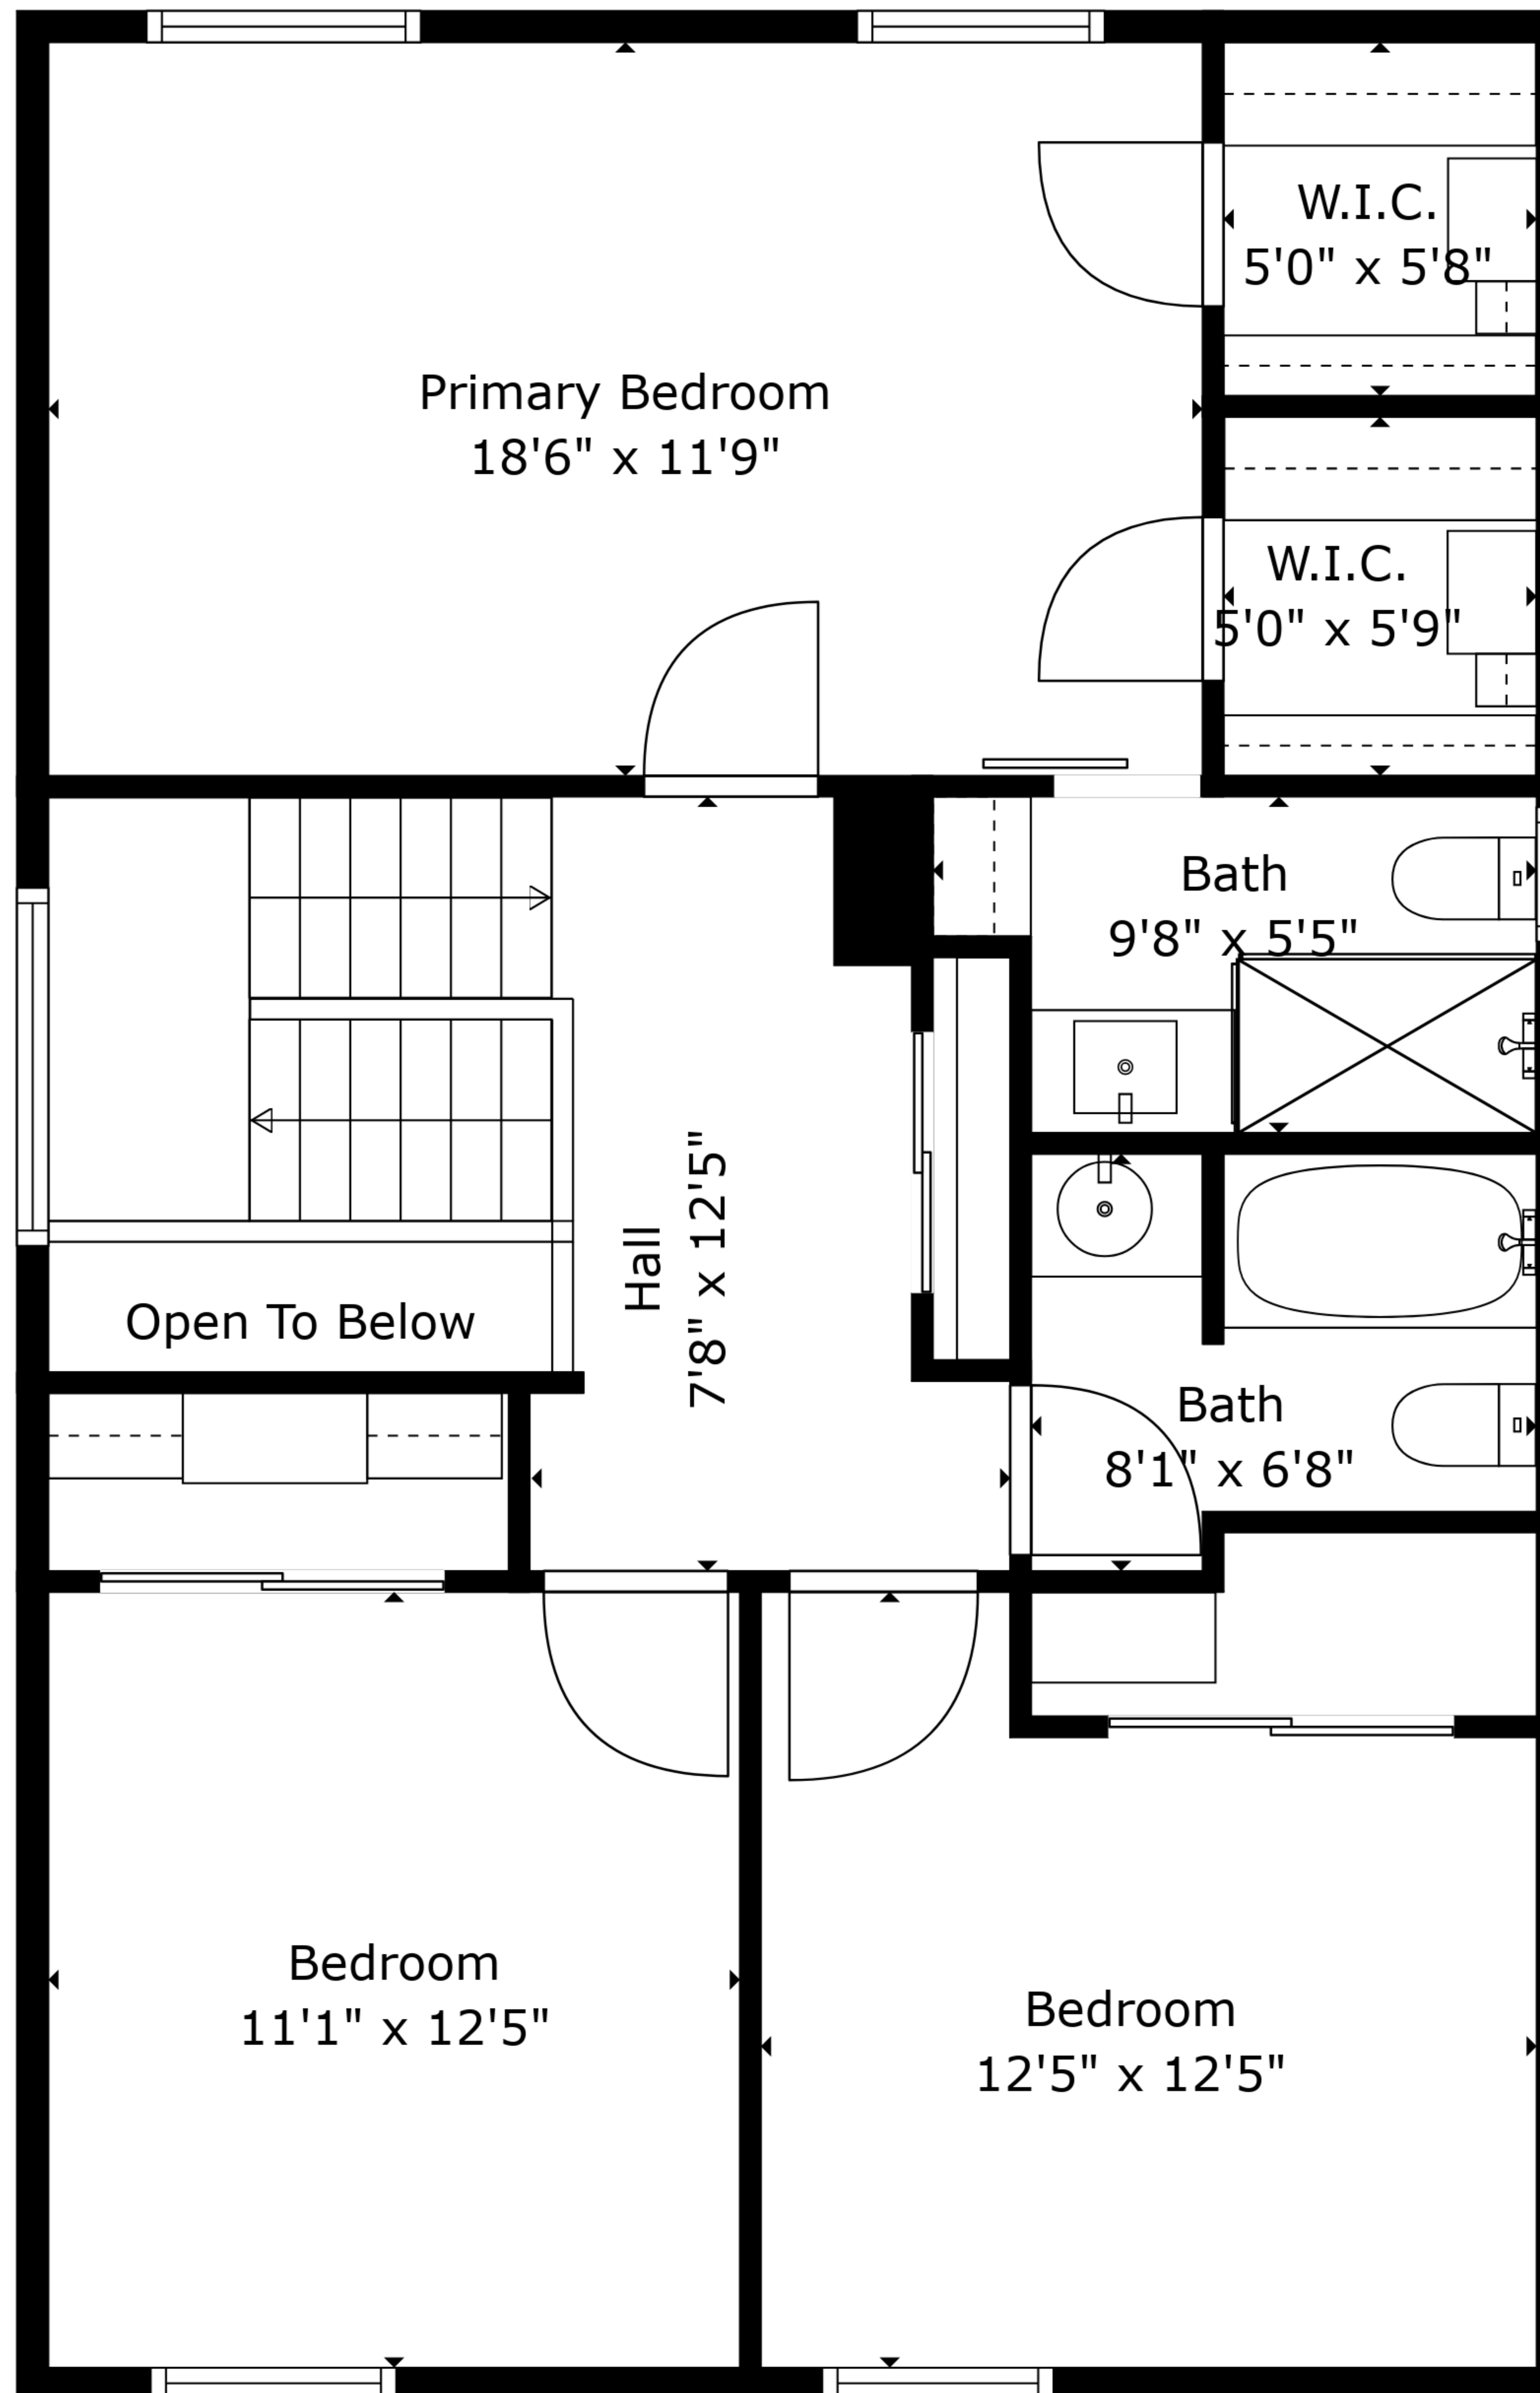 W.I.C.
5'0" x 5'8"
Primary Bedroom
18'6" x 11'9"
W.I.C.
5'0" x 5'9"
Bath
9'8" x 5'5"
Hall
7'8" x 12'5"
Open To Below
Bath
8'1" x 6'8"
Bedroom
11'1" x 12'5"
Bedroom
12'5" x 12'5"